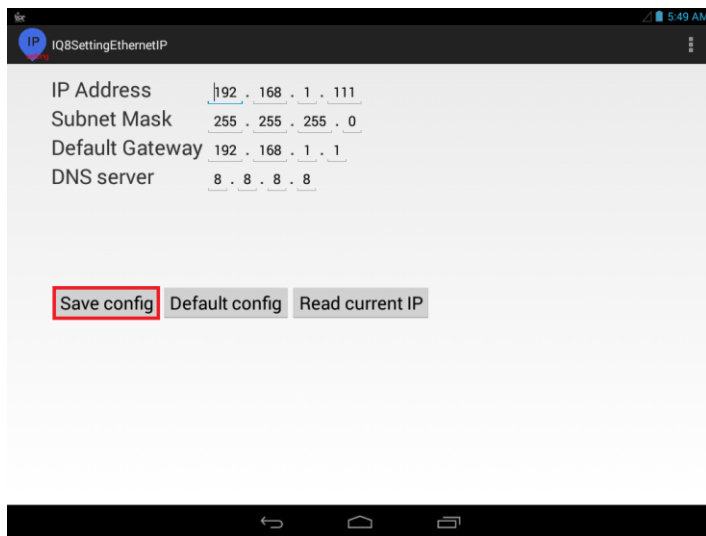 5:49 AM
IP
IQ8SettingEthernetIP
IP Address 192 . 168 . 1 . 111
Subnet Mask 255 . 255 . 255 . 0
Default Gateway 192 . 168 . 1 . 1
DNS server 8 . 8 . 8 . 8
Save config Default config Read current IP